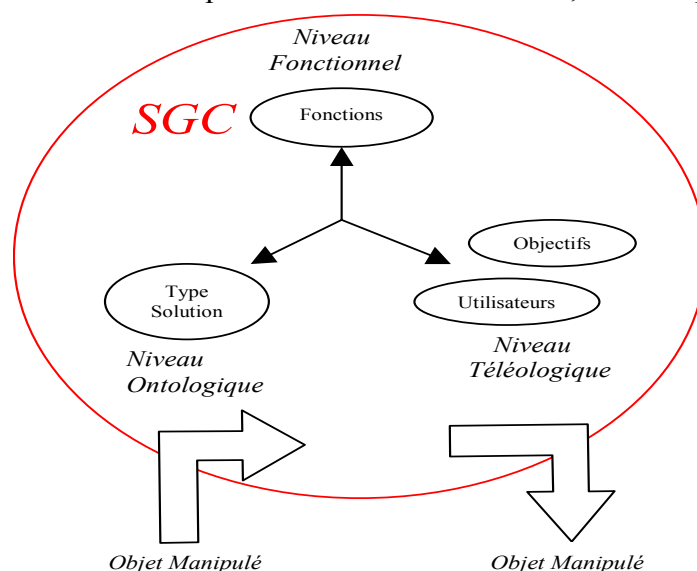 Niveau
Fonctionnel
SGC
Fonctions
Objectifs
Type
Solution
Utilisateurs
Niveau
Ontologique
Niveau
Téléologique
Objet Manipulé
Objet Manipulé